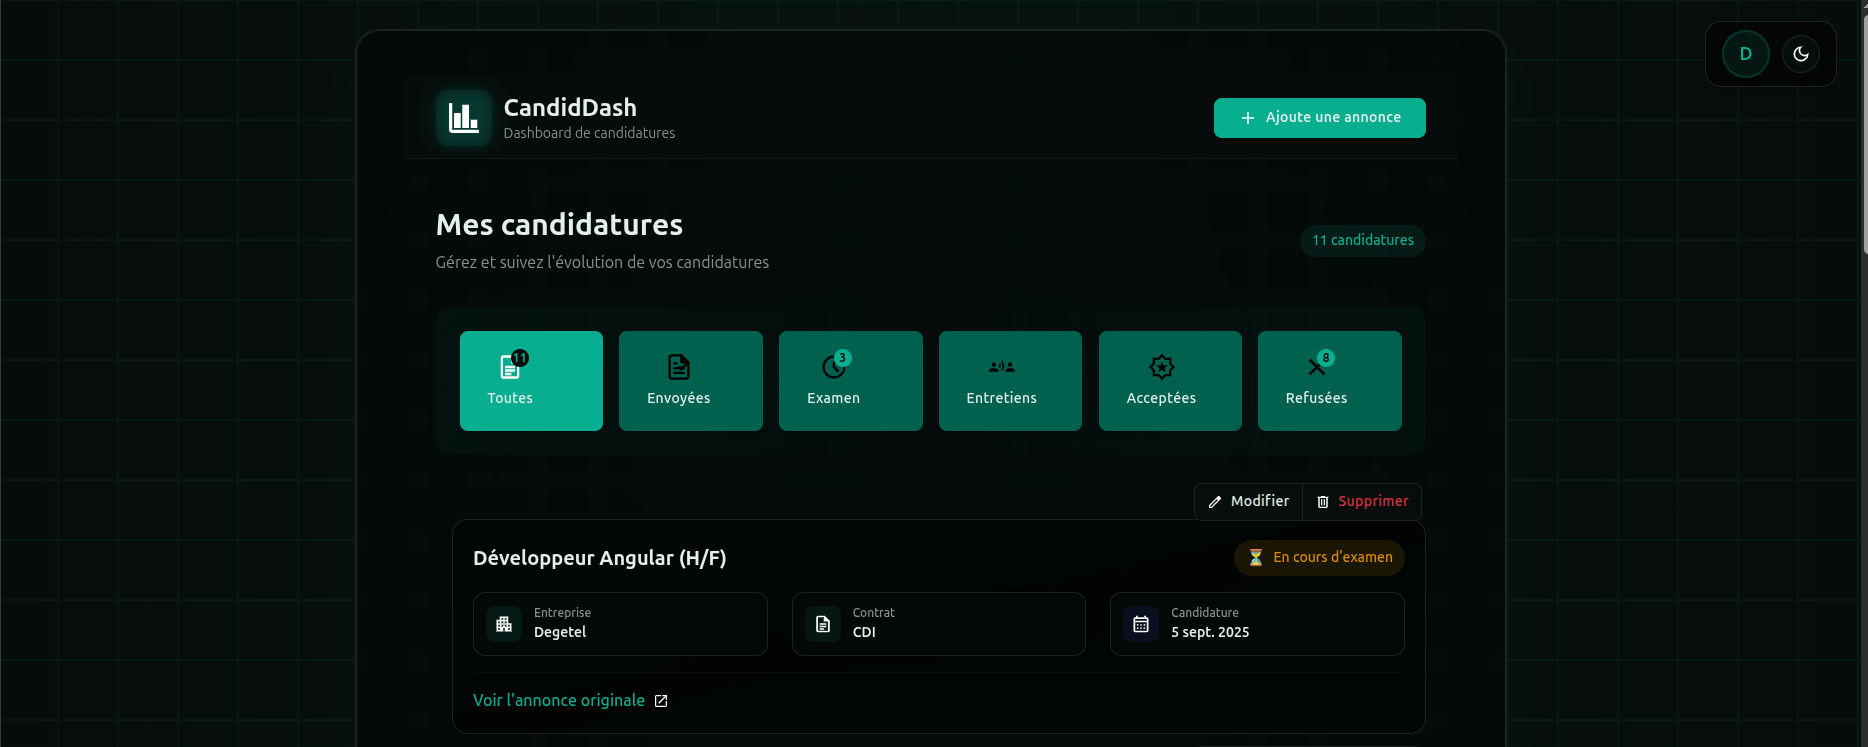 D
CandidDash
Dashboard de candidatures
Ajoute une annonce
Mes candidatures
11 candidatures
Gérez et suivez l'évolution de vos candidatures
11
Toutes
Envoyées
3
Examen
Entretiens
Acceptées
8
Refusées
Modifier
Supprimer
Développeur Angular (H/F)
En cours d'examen
Entreprise
Degetel
Contrat
CDI
Candidature
5 sept. 2025
Voir l'annonce originale